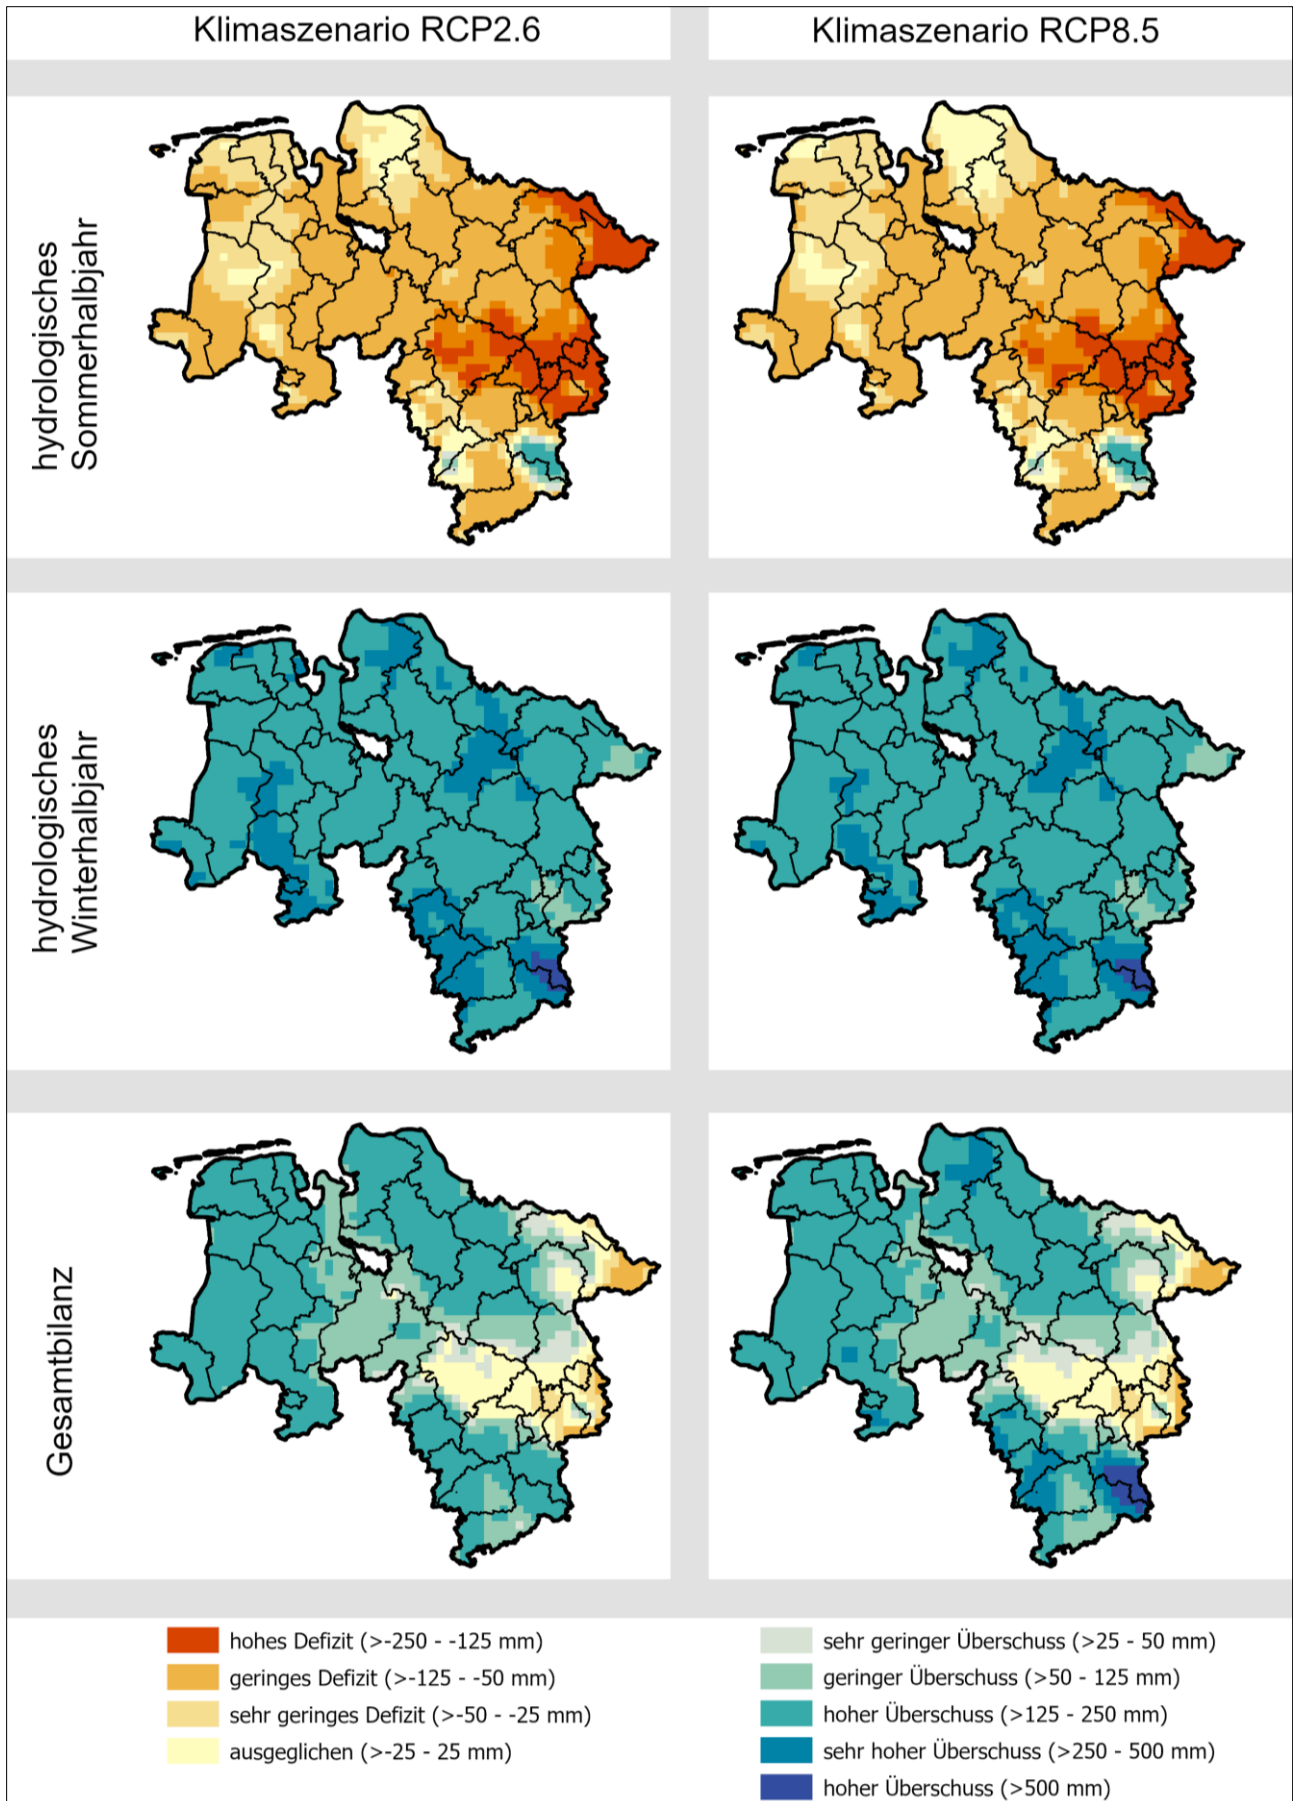 Klimaszenario RCP2.6
Klimaszenario RCP8.5
hydrologisches
Sommerhalbjahr
hydrologisches
Winterhalbjahr
Gesamtbilanz
hohes Defizit (>-250 - -125 mm)
geringes Defizit (>-125 - -50 mm)
sehr geringes Defizit (>-50 - -25 mm)
ausgeglichen (>-25 - 25 mm)
sehr geringer Überschuss (>25 - 50 mm)
geringer Überschuss (>50 - 125 mm)
hoher Überschuss (>125 - 250 mm)
sehr hoher Überschuss (>250 - 500 mm)
hoher Überschuss (>500 mm)